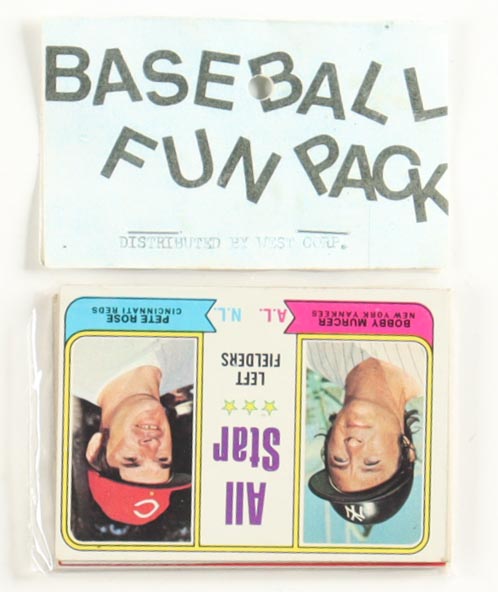 BASEBALL
FUN PACK
DISTRIBUTED BY WEST CORP.
All
Star
LEFT
FIELDERS
A.L. N.L.
BOBBY MURCER
NEW YORK YANKEES
PETE ROSE
CINCINNATI REDS
NY
C